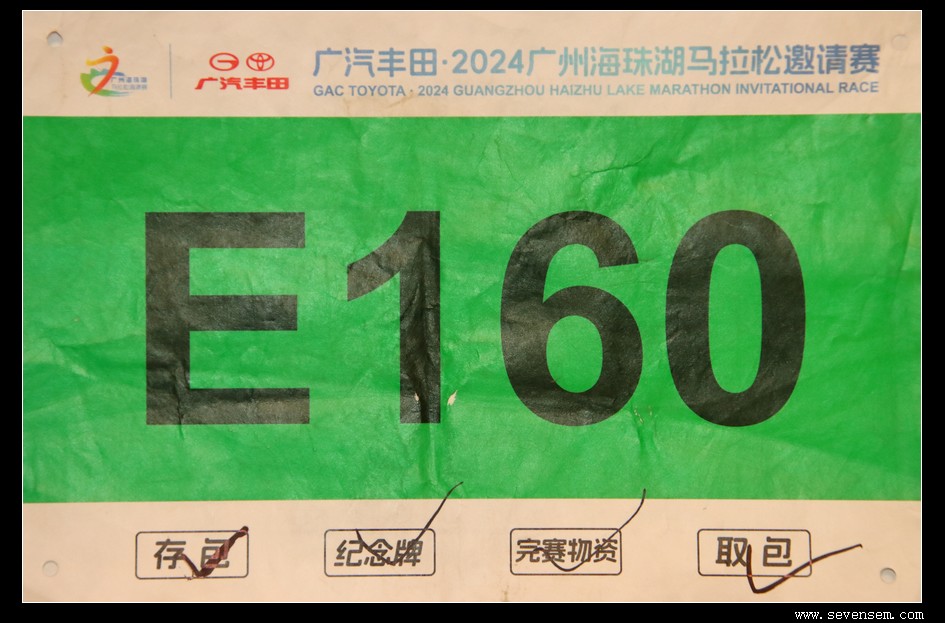 广汽丰田
广汽丰田·2024广州海珠湖马拉松邀请赛
GAC TOYOTA · 2024 GUANGZHOU HAIZHU LAKE MARATHON INVITATIONAL RACE
E160
存包 纪念牌 完赛物资 取包
www.sevensem.com